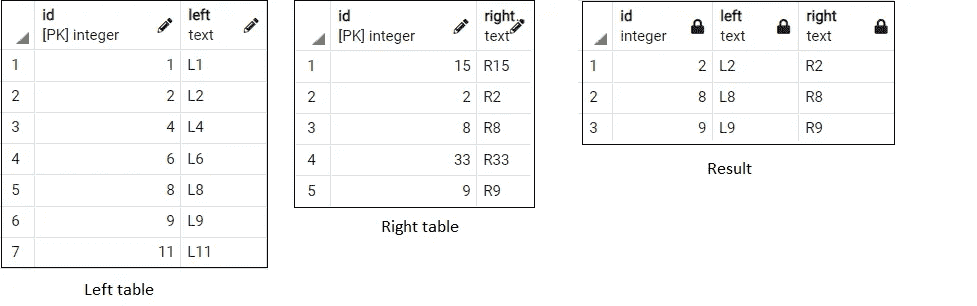 id left
[PK] integer text
1 1 L1
2 2 L2
3 4 L4
4 6 L6
5 8 L8
6 9 L9
7 11 L11
Left table
id right
[PK] integer text
1 15 R15
2 2 R2
3 8 R8
4 33 R33
5 9 R9
Right table
id left right
integer text text
1 2 L2 R2
2 8 L8 R8
3 9 L9 R9
Result